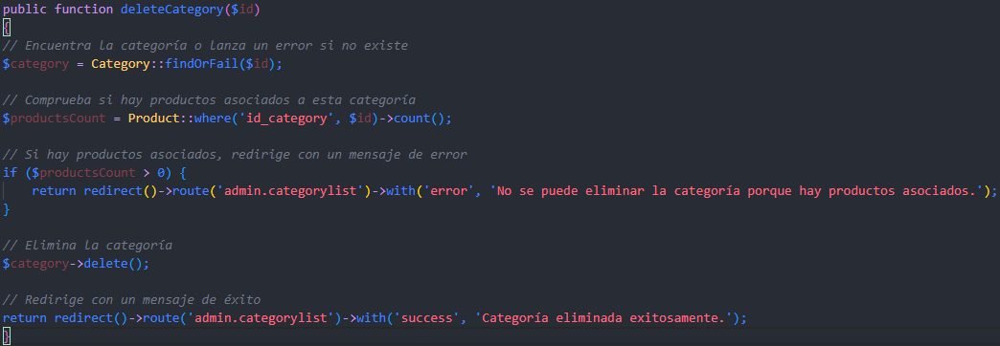 public function deleteCategory($id)
{
// Encuentra la categoría o lanza un error si no existe
$category = Category::findOrFail($id);
// Comprueba si hay productos asociados a esta categoría
$productsCount = Product::where('id_category', $id)->count();
// Si hay productos asociados, redirige con un mensaje de error
if ($productsCount > 0) {
    return redirect()->route('admin.categorylist')->with('error', 'No se puede eliminar la categoría porque hay productos asociados.');
}
// Elimina la categoría
$category->delete();
// Redirige con un mensaje de éxito
return redirect()->route('admin.categorylist')->with('success', 'Categoría eliminada exitosamente.');
}